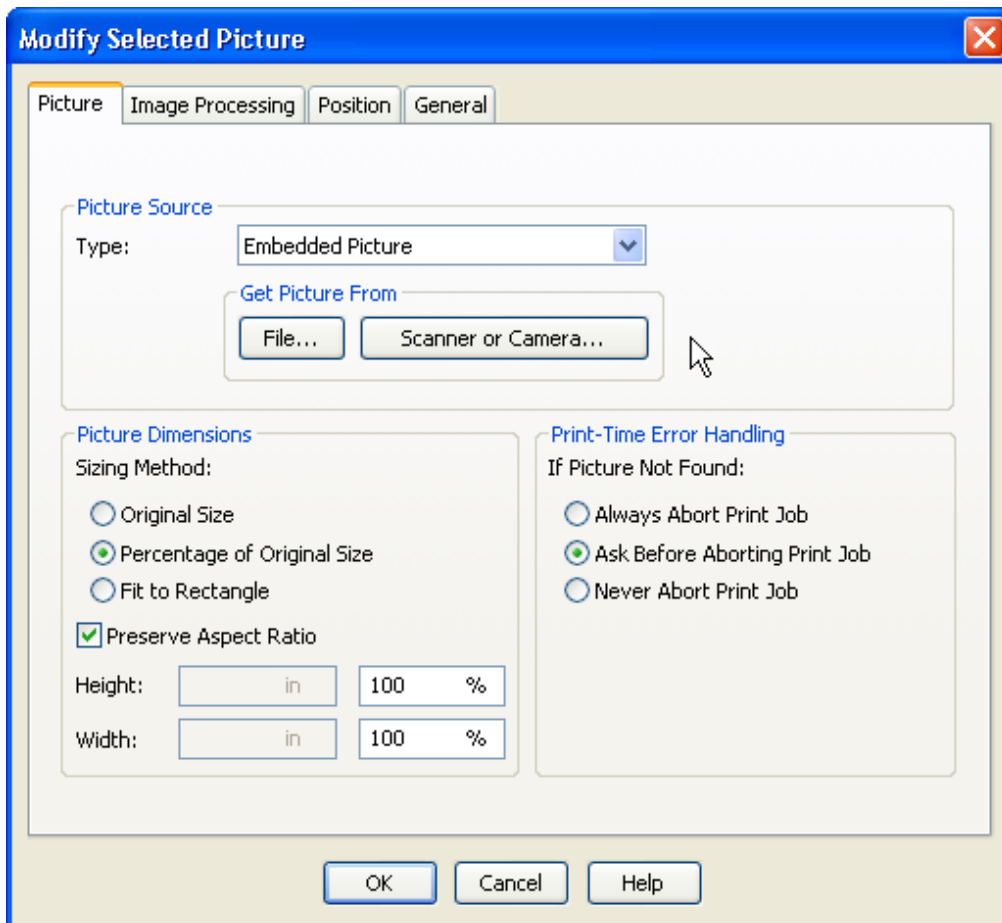 Modify Selected Picture
Picture Image Processing Position General
Picture Source
Type: Embedded Picture
Get Picture From
File... Scanner or Camera...
Picture Dimensions
Sizing Method:
Original Size
Percentage of Original Size
Fit to Rectangle
Preserve Aspect Ratio
Height: in 100 %
Width: in 100 %
Print-Time Error Handling
If Picture Not Found:
Always Abort Print Job
Ask Before Aborting Print Job
Never Abort Print Job
OK Cancel Help